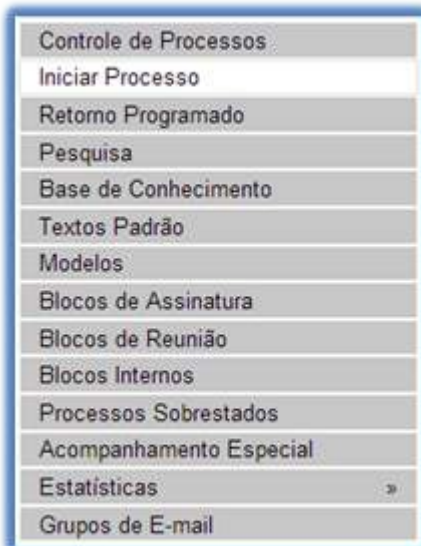 Controle de Processos
Iniciar Processo
Retorno Programado
Pesquisa
Base de Conhecimento
Textos Padrão
Modelos
Blocos de Assinatura
Blocos de Reunião
Blocos Internos
Processos Sobrestados
Acompanhamento Especial
Estatísticas »
Grupos de E-mail